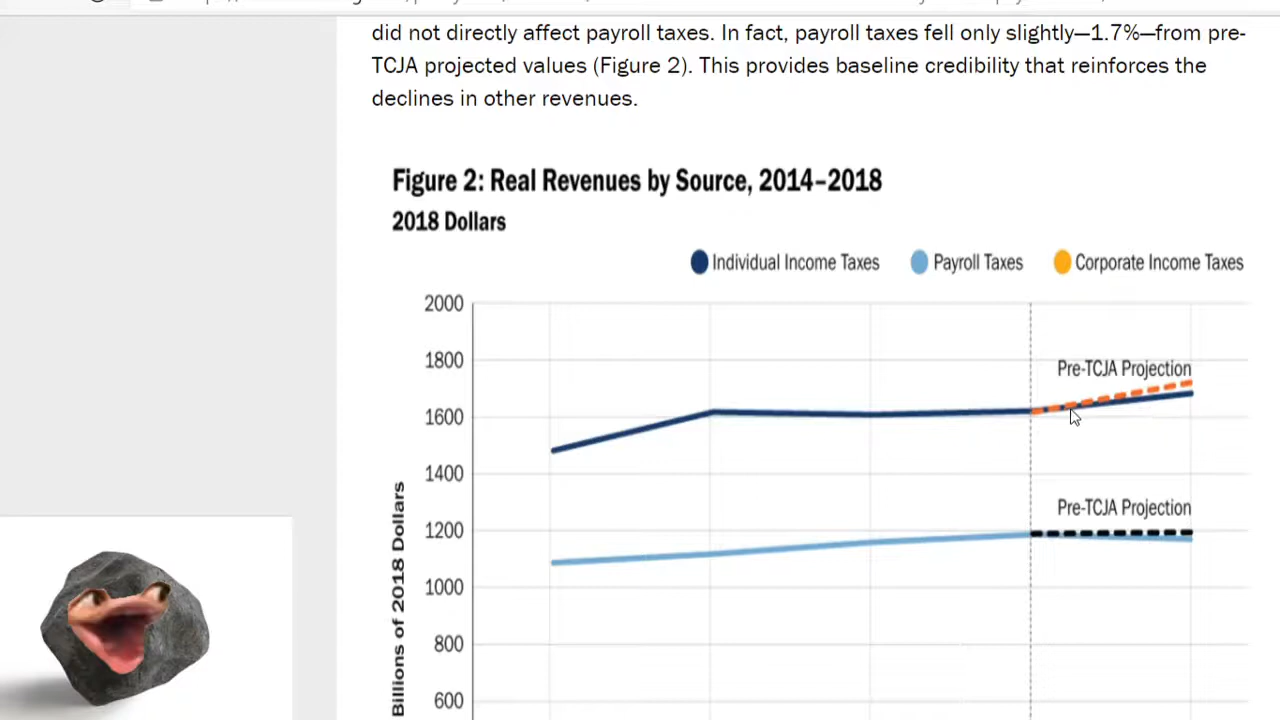 did not directly affect payroll taxes. In fact, payroll taxes fell only slightly—1.7%—from pre-
TCJA projected values (Figure 2). This provides baseline credibility that reinforces the
declines in other revenues.
Figure 2: Real Revenues by Source, 2014–2018
2018 Dollars
Individual Income Taxes Payroll Taxes Corporate Income Taxes
2000
1800
Pre-TCJA Projection
1600
1400
Pre-TCJA Projection
1200
1000
800
600
Billions of 2018 Dollars